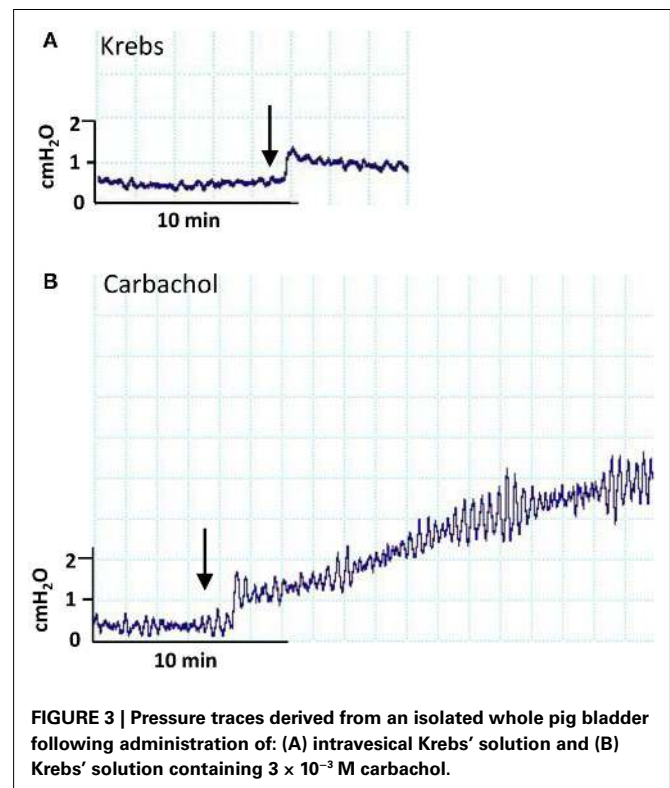 A
Krebs
2
1
0
cmH₂O
10 min
B
Carbachol
2
1
0
cmH₂O
10 min
FIGURE 3 | Pressure traces derived from an isolated whole pig bladder
following administration of: (A) intravesical Krebs’ solution and (B)
Krebs’ solution containing 3 × 10⁻³ M carbachol.